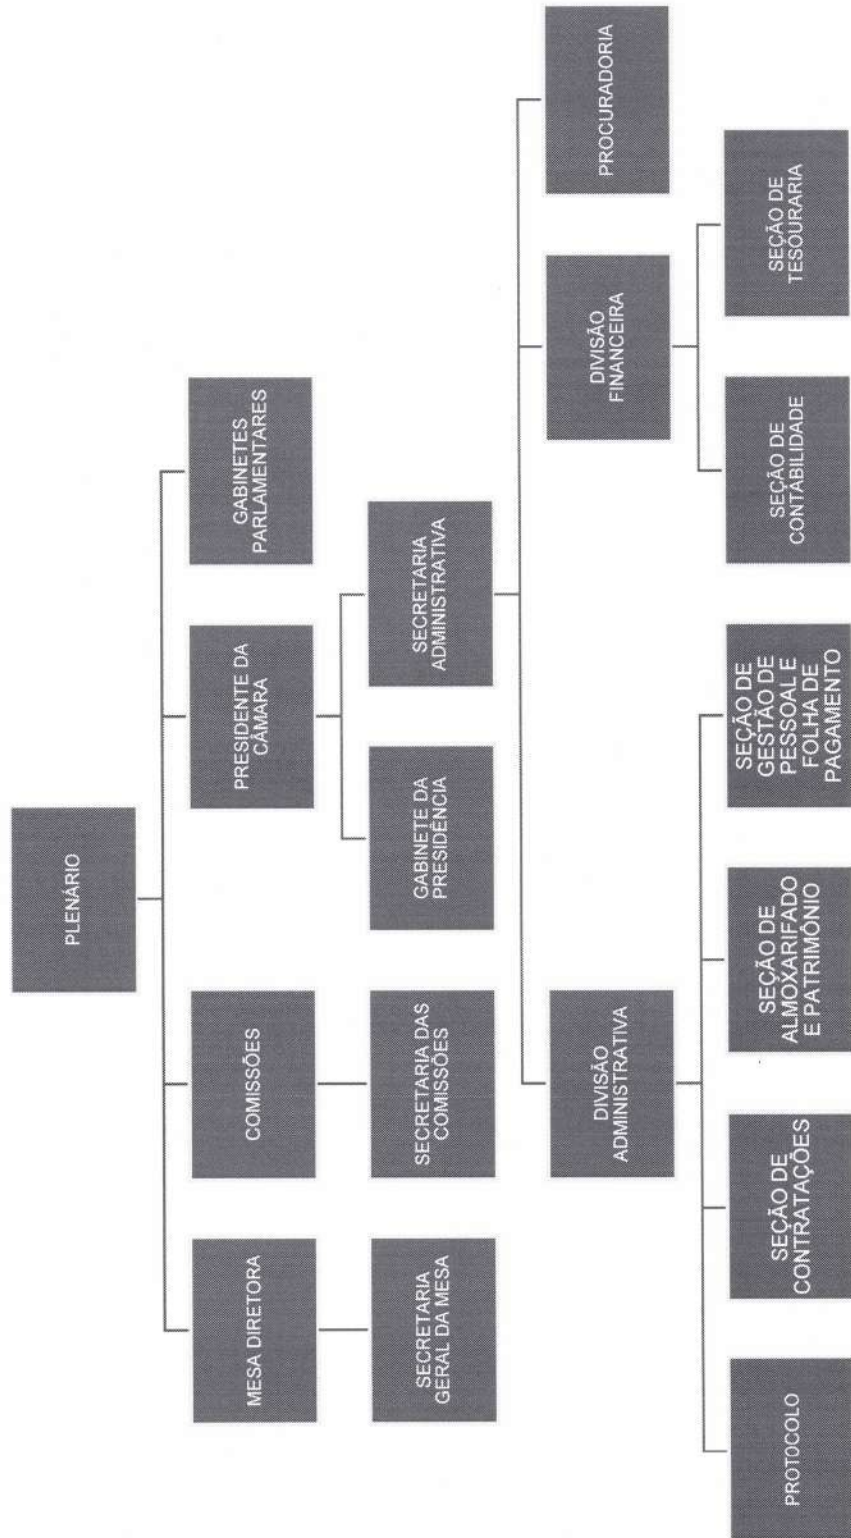 PLENÁRIO
MESA DIRETORA
COMISSÕES
PRESIDENTE DA
CÂMARA
GABINETES
PARLAMENTARES
SECRETARIA
GERAL DA MESA
SECRETARIA DAS
COMISSÕES
GABINETE DA
PRESIDÊNCIA
SECRETARIA
ADMINISTRATIVA
DIVISÃO
ADMINISTRATIVA
DIVISÃO
FINANCEIRA
PROCURADORIA
PROTOCOLO
SEÇÃO DE
CONTRATAÇÕES
SEÇÃO DE
ALMOXARIFADO
E PATRIMÔNIO
SEÇÃO DE
GESTÃO DE
PESSOAL E
FOLHA DE
PAGAMENTO
SEÇÃO DE
CONTABILIDADE
SEÇÃO DE
TESOURARIA